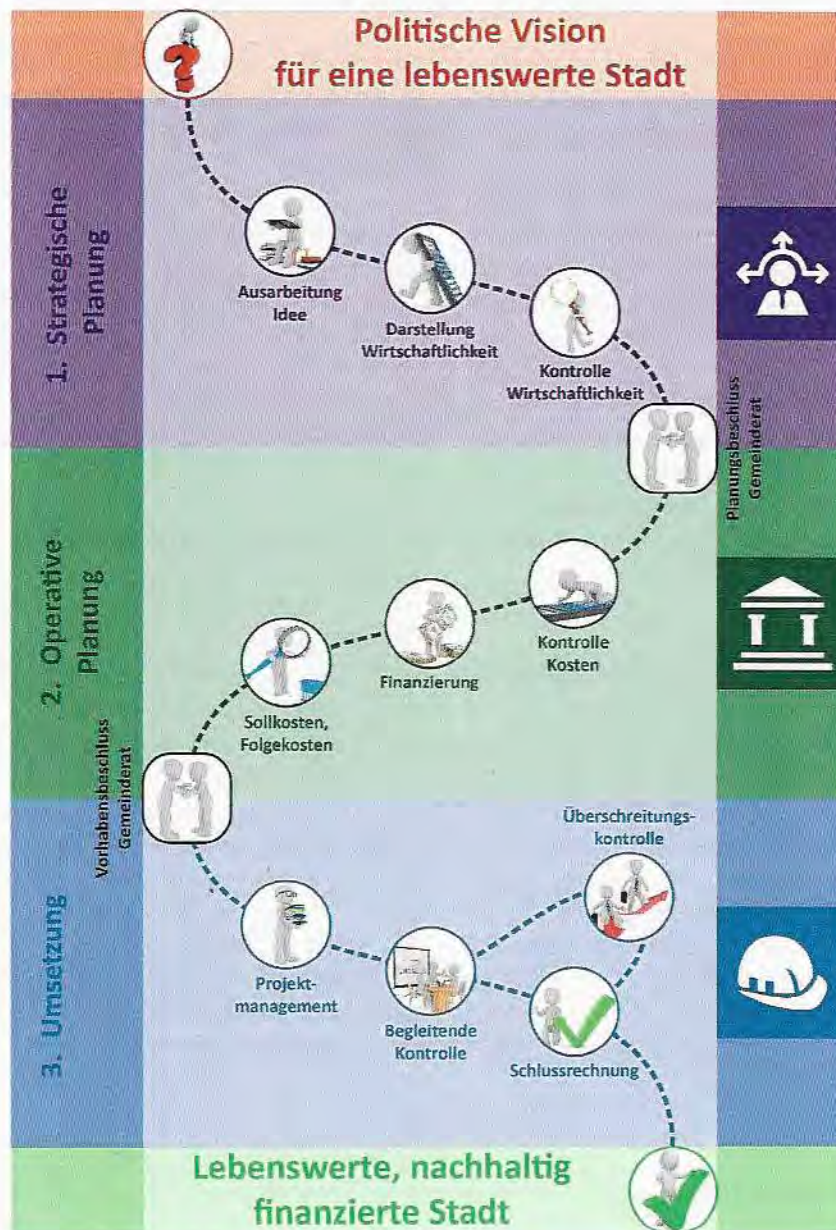 Politische Vision
für eine lebenswerte Stadt
1. Strategische
Planung
Ausarbeitung
Idee
Darstellung
Wirtschaftlichkeit
Kontrolle
Wirtschaftlichkeit
Planungsbeschluss
Gemeinderat
2. Operative
Planung
Kontrolle
Kosten
Finanzierung
Sollkosten,
Folgekosten
Vorhabensbeschluss
Gemeinderat
3. Umsetzung
Projekt-
management
Begleitende
Kontrolle
Überschreitungs-
kontrolle
Schlussrechnung
Lebenswerte, nachhaltig
finanzierte Stadt